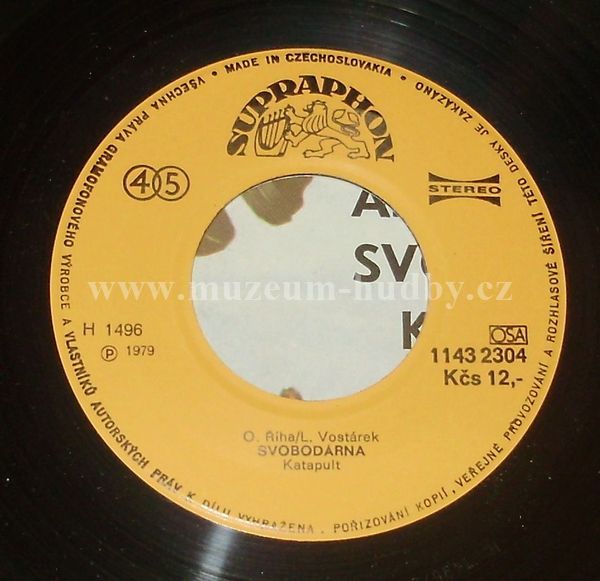 VŠECHNA PRÁVA GRAMOFONOVÉHO VÝROBCE A VLASTNÍKŮ AUTORSKÝCH PRÁV K DÍLU VYHRAŽENA. POŘIZOVÁNÍ KOPIÍ, VEŘEJNÉ PROVOZOVÁNÍ A ROZHLASOVÉ ŠÍŘENÍ TÉTO DESKY JE ZAKÁZÁNO • MADE IN CZECHOSLOVAKIA •
SUPRAPHON
45
STEREO
SVO
K
www.muzeum-hudby.cz
H 1496
Ⓟ 1979
OSA
1143 2304
Kčs 12,-
O. Říha/L. Vostárek
SVOBODÁRNA
Katapult